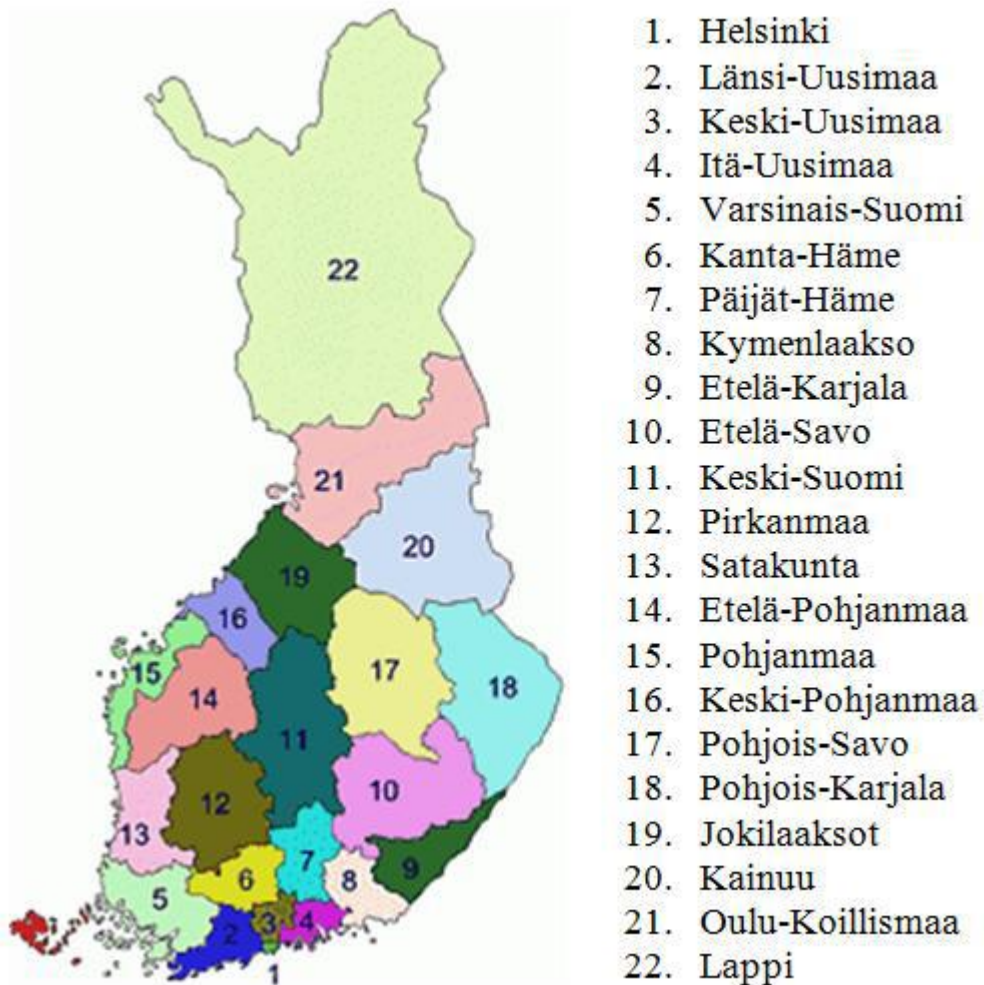 1. Helsinki
2. Länsi-Uusimaa
3. Keski-Uusimaa
4. Itä-Uusimaa
5. Varsinais-Suomi
6. Kanta-Häme
7. Päijät-Häme
8. Kymenlaakso
9. Etelä-Karjala
10. Etelä-Savo
11. Keski-Suomi
12. Pirkanmaa
13. Satakunta
14. Etelä-Pohjanmaa
15. Pohjanmaa
16. Keski-Pohjanmaa
17. Pohjois-Savo
18. Pohjois-Karjala
19. Jokilaaksot
20. Kainuu
21. Oulu-Koillismaa
22. Lappi
22
21
20
19
16
15
14
17
18
11
10
12
13
7
6
8
9
5
2
3
4
1